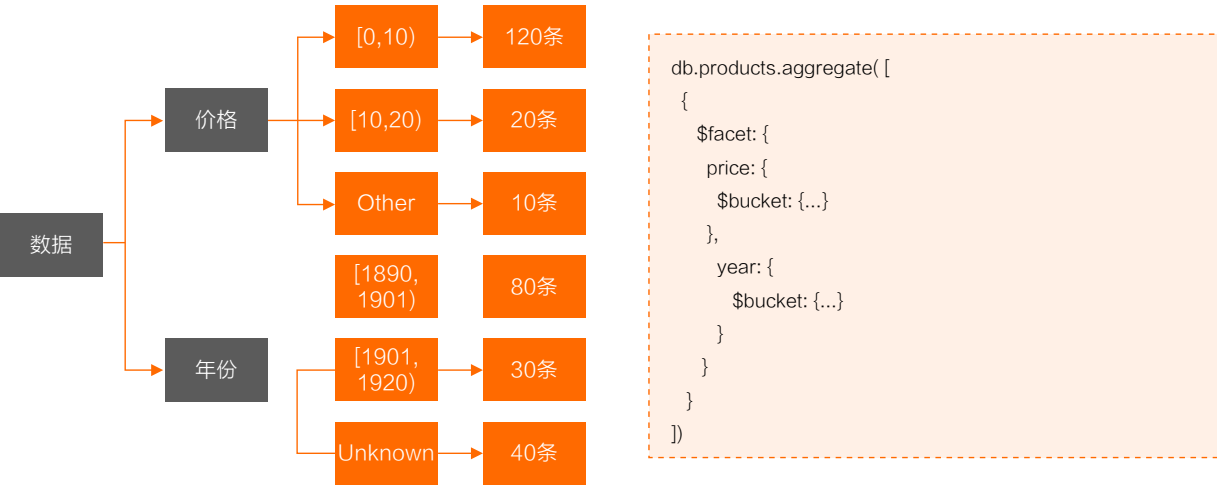 数据
价格
[0,10)
120条
[10,20)
20条
Other
10条
年份
[1890,
1901)
80条
[1901,
1920)
30条
Unknown
40条
db.products.aggregate( [
{
$facet: {
price: {
$bucket: {...}
},
year: {
$bucket: {...}
}
}
}
])